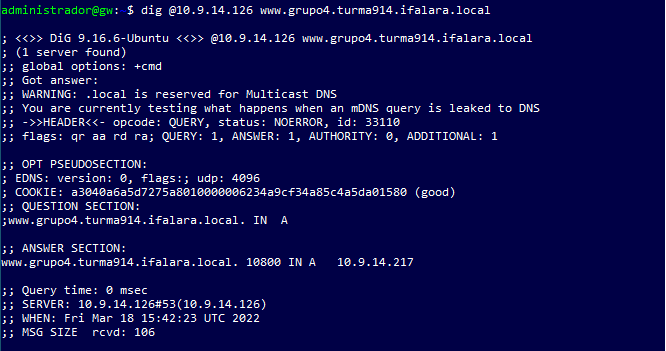 administrador@gw:~$ dig @10.9.14.126 www.grupo4.turma914.ifalara.local
; <<>> DiG 9.16.6-Ubuntu <<>> @10.9.14.126 www.grupo4.turma914.ifalara.local
; (1 server found)
;; global options: +cmd
;; Got answer:
;; WARNING: .local is reserved for Multicast DNS
;; You are currently testing what happens when an mDNS query is leaked to DNS
;; ->>HEADER<<- opcode: QUERY, status: NOERROR, id: 33110
;; flags: qr aa rd ra; QUERY: 1, ANSWER: 1, AUTHORITY: 0, ADDITIONAL: 1
;; OPT PSEUDOSECTION:
; EDNS: version: 0, flags:; udp: 4096
; COOKIE: a3040a6a5d7275a8010000006234a9cf34a85c4a5da01580 (good)
;; QUESTION SECTION:
;www.grupo4.turma914.ifalara.local. IN A
;; ANSWER SECTION:
www.grupo4.turma914.ifalara.local. 10800 IN A 10.9.14.217
;; Query time: 0 msec
;; SERVER: 10.9.14.126#53(10.9.14.126)
;; WHEN: Fri Mar 18 15:42:23 UTC 2022
;; MSG SIZE rcvd: 106